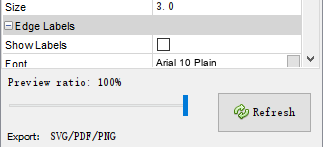 Size 3.0
Edge Labels
Show Labels
Font Arial 10 Plain
Preview ratio: 100%
Refresh
Export: SVG/PDF/PNG